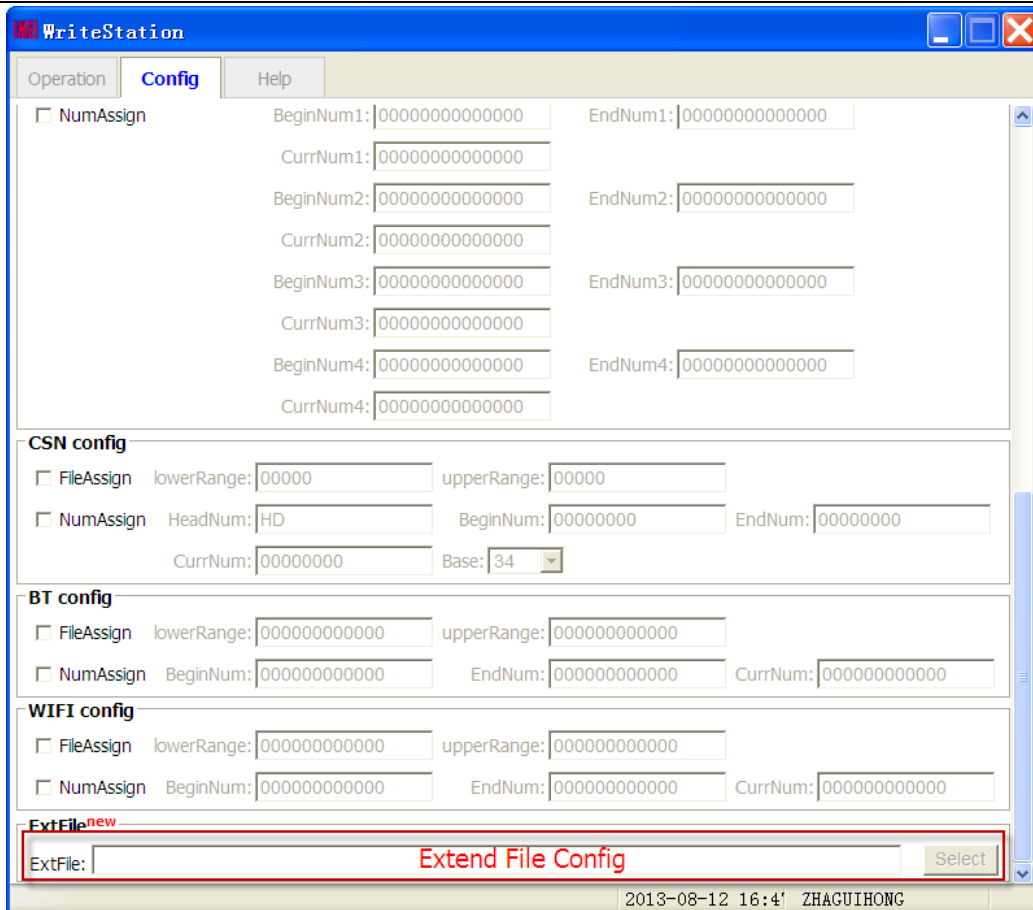 WriteStation
Operation Config Help
NumAssign BeginNum1: 00000000000000 EndNum1: 00000000000000
CurrNum1: 00000000000000
BeginNum2: 00000000000000 EndNum2: 00000000000000
CurrNum2: 00000000000000
BeginNum3: 00000000000000 EndNum3: 00000000000000
CurrNum3: 00000000000000
BeginNum4: 00000000000000 EndNum4: 00000000000000
CurrNum4: 00000000000000
CSN config
FileAssign lowerRange: 00000 upperRange: 00000
NumAssign HeadNum: HD BeginNum: 00000000 EndNum: 00000000
CurrNum: 00000000 Base: 34
BT config
FileAssign lowerRange: 000000000000 upperRange: 000000000000
NumAssign BeginNum: 000000000000 EndNum: 000000000000 CurrNum: 000000000000
WIFI config
FileAssign lowerRange: 000000000000 upperRange: 000000000000
NumAssign BeginNum: 000000000000 EndNum: 000000000000 CurrNum: 000000000000
ExtFile new
ExtFile: Extend File Config Select
2013-08-12 16:4 ZHAGUIHONG